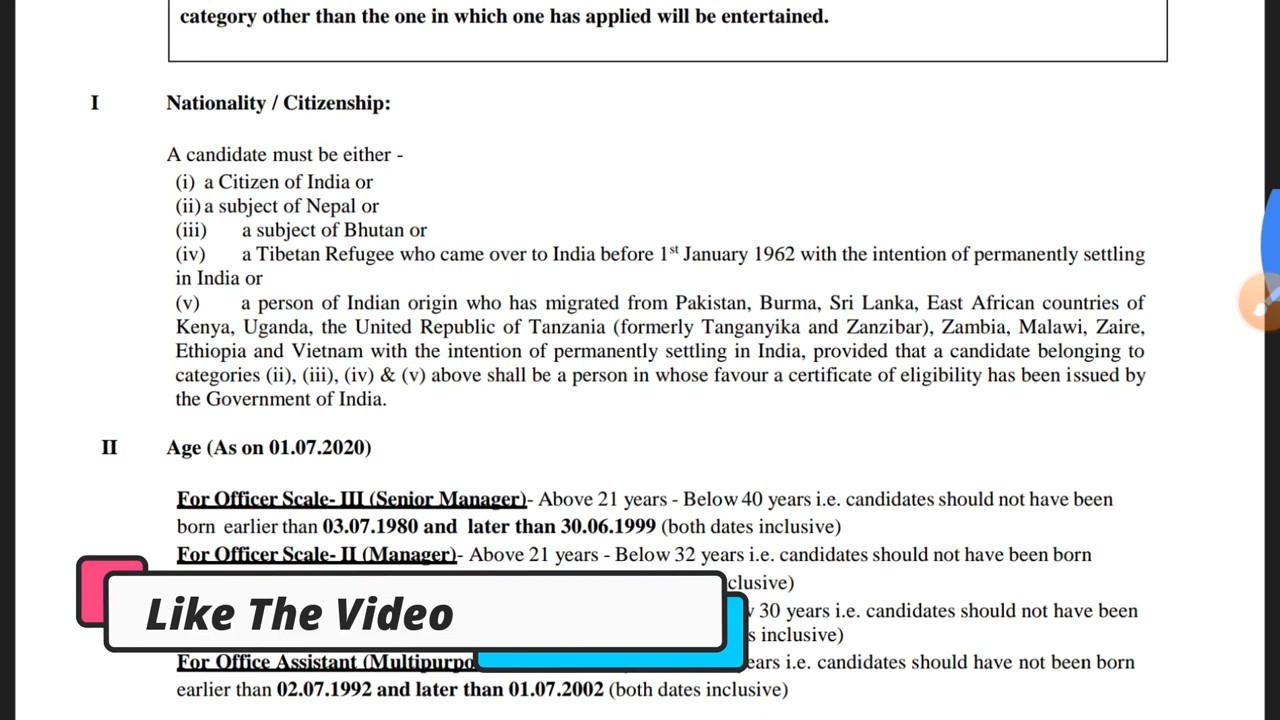 category other than the one in which one has applied will be entertained.
I Nationality / Citizenship:
A candidate must be either -
(i) a Citizen of India or
(ii) a subject of Nepal or
(iii) a subject of Bhutan or
(iv) a Tibetan Refugee who came over to India before 1st January 1962 with the intention of permanently settling
in India or
(v) a person of Indian origin who has migrated from Pakistan, Burma, Sri Lanka, East African countries of
Kenya, Uganda, the United Republic of Tanzania (formerly Tanganyika and Zanzibar), Zambia, Malawi, Zaire,
Ethiopia and Vietnam with the intention of permanently settling in India, provided that a candidate belonging to
categories (ii), (iii), (iv) & (v) above shall be a person in whose favour a certificate of eligibility has been issued by
the Government of India.
II Age (As on 01.07.2020)
For Officer Scale- III (Senior Manager)- Above 21 years - Below 40 years i.e. candidates should not have been
born earlier than 03.07.1980 and later than 30.06.1999 (both dates inclusive)
For Officer Scale- II (Manager)- Above 21 years - Below 32 years i.e. candidates should not have been born
Like The Video
30 years i.e. candidates should not have been
inclusive)
For Office Assistant i.e. candidates should have not been born
earlier than 02.07.1992 and later than 01.07.2002 (both dates inclusive)